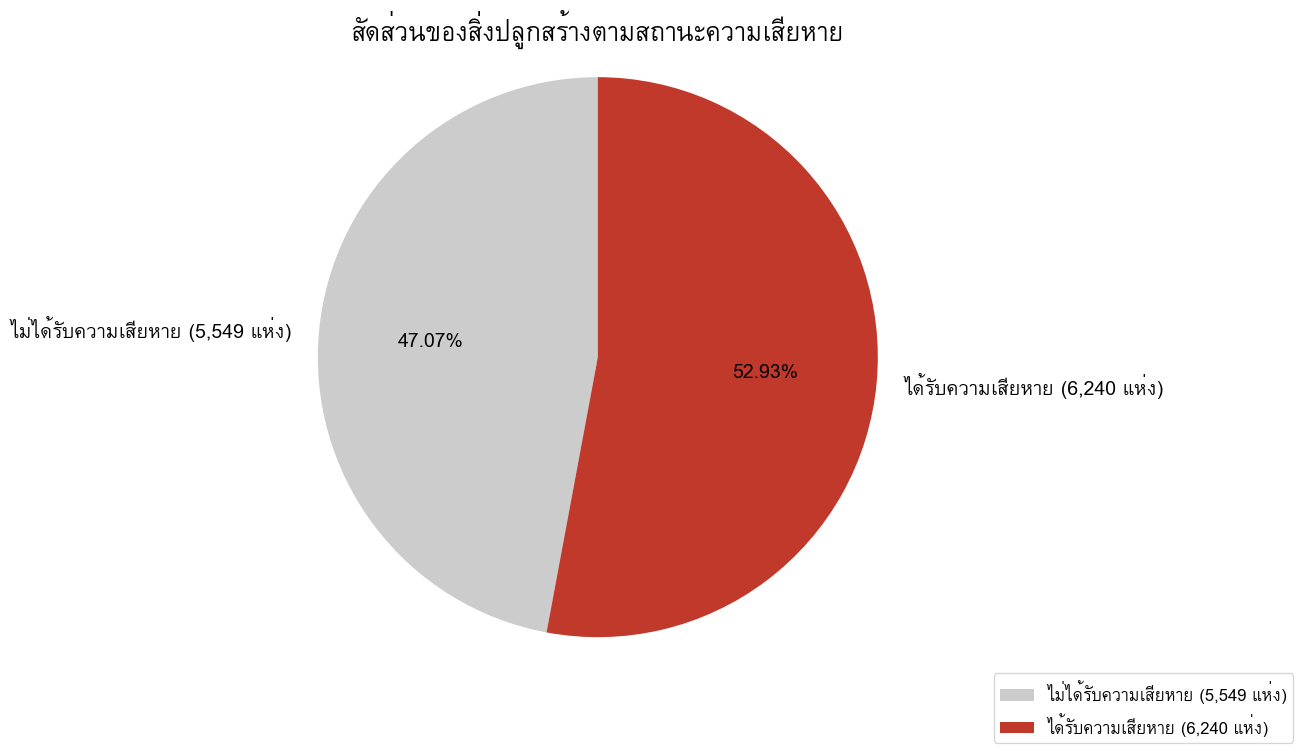 สัดส่วนของสิ่งปลูกสร้างตามสถานะความเสียหาย
ไม่ได้รับความเสียหาย (5,549 แห่ง)
47.07%
52.93%
ได้รับความเสียหาย (6,240 แห่ง)
ไม่ได้รับความเสียหาย (5,549 แห่ง)
ได้รับความเสียหาย (6,240 แห่ง)